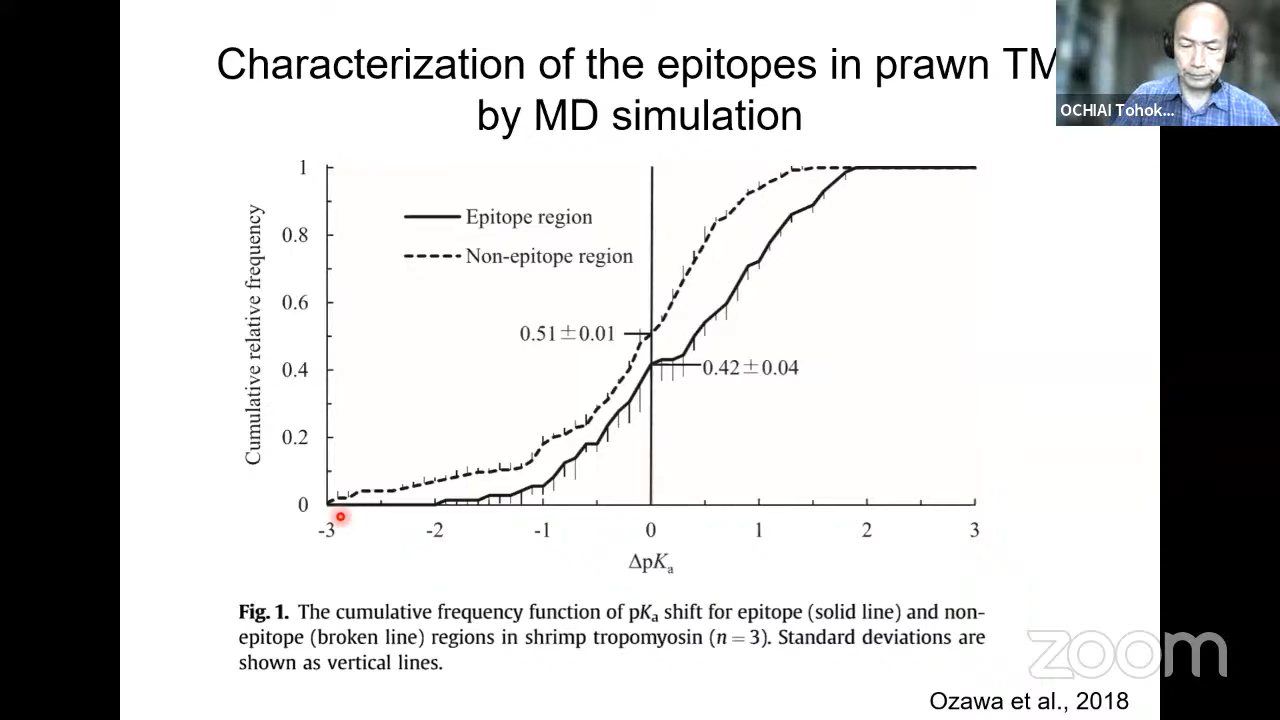 Characterization of the epitopes in prawn TM
by MD simulation
OCHIAI Tohok...
1
0.8
0.6
0.4
0.2
0
Cumulative relative frequency
Epitope region
Non-epitope region
0.51±0.01
0.42±0.04
-3 -2 -1 0 1 2 3
ΔpKa
Fig. 1. The cumulative frequency function of pKa shift for epitope (solid line) and non-
epitope (broken line) regions in shrimp tropomyosin (n = 3). Standard deviations are
shown as vertical lines.
zoom
Ozawa et al., 2018